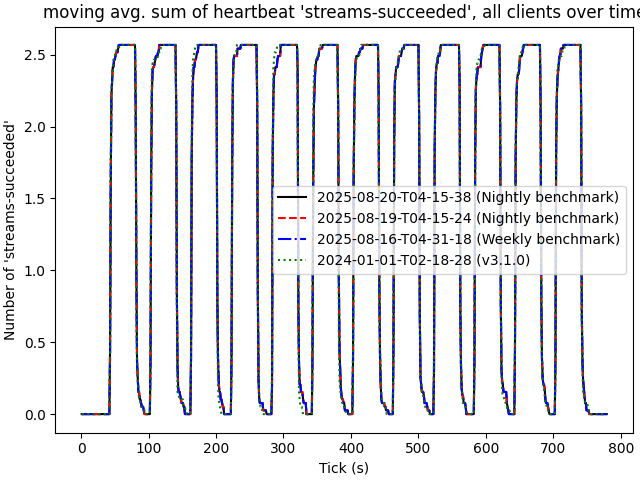 moving avg. sum of heartbeat 'streams-succeeded', all clients over time
Number of 'streams-succeeded'
2.5
2.0
1.5
1.0
0.5
0.0
2025-08-20-T04-15-38 (Nightly benchmark)
2025-08-19-T04-15-24 (Nightly benchmark)
2025-08-16-T04-31-18 (Weekly benchmark)
2024-01-01-T02-18-28 (v3.1.0)
0 100 200 300 400 500 600 700 800
Tick (s)